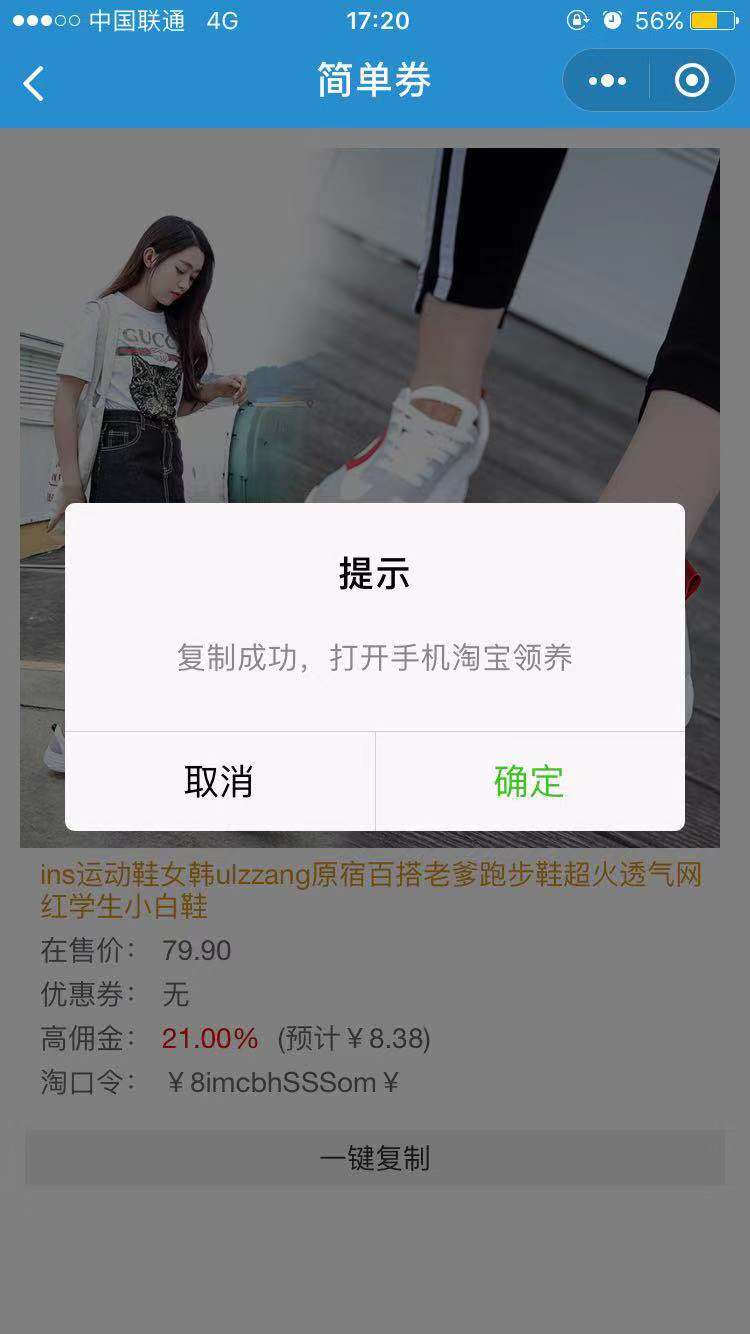 中国联通 4G 17:20 56%
简单券
GUCCI
提示
复制成功，打开手机淘宝领养
取消 确定
ins运动鞋女韩ulzzang原宿百搭老爹跑步鞋超火透气网
红学生小白鞋
在售价： 79.90
优惠券： 无
高佣金： 21.00% (预计￥8.38)
淘口令： ￥8imcbhSSSom￥
一键复制